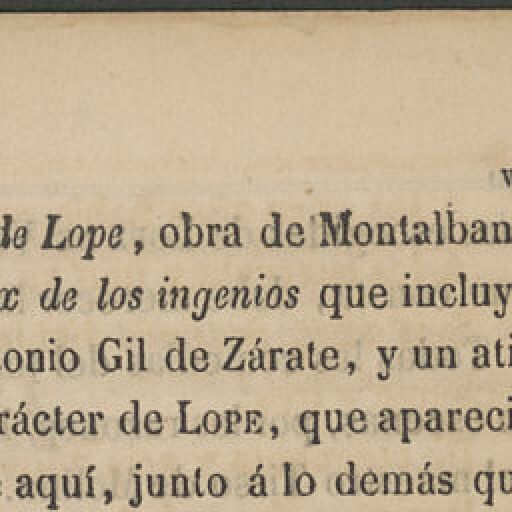 de Lope, obra de Montalban
x de los ingenios que incluy
onio Gil de Zárate, y un ati
rácter de LOPE, que apareci
aquí, junto á lo demás qu